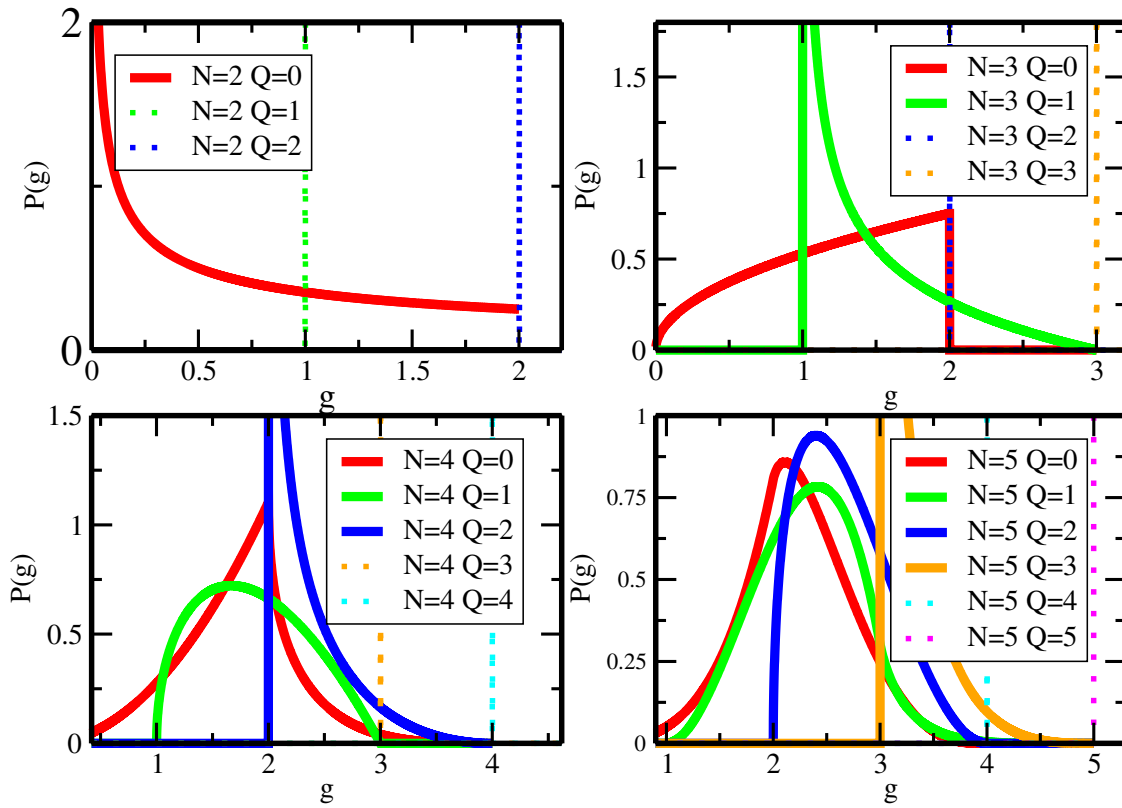 2
P(g)
0
N=2 Q=0
N=2 Q=1
N=2 Q=2
0 0.5 1 1.5 2
g
1.5
1
P(g)
0.5
0
N=3 Q=0
N=3 Q=1
N=3 Q=2
N=3 Q=3
0 1 2 3
g
1.5
1
P(g)
0.5
0
N=4 Q=0
N=4 Q=1
N=4 Q=2
N=4 Q=3
N=4 Q=4
1 2 3 4
g
1
0.75
P(g)
0.5
0.25
0
N=5 Q=0
N=5 Q=1
N=5 Q=2
N=5 Q=3
N=5 Q=4
N=5 Q=5
1 2 3 4 5
g